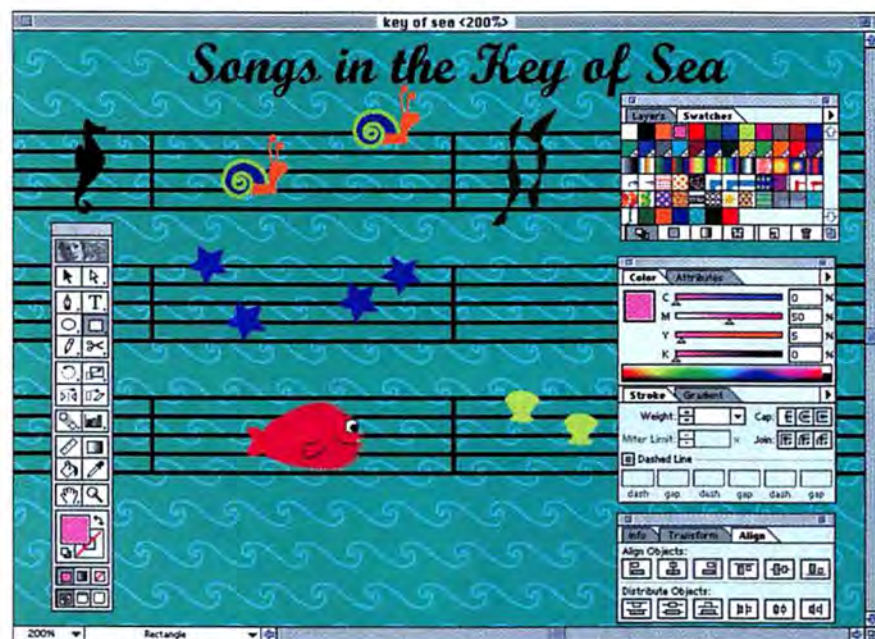 key of sea <200%>
Songs in the Key of Sea
Layers Swatches
T
Color Attributes
C 0 %
M 50 %
Y 5 %
K 0 %
Stroke Gradient
Weight: Cap:
Miter Limit: x Join:
Dashed Line
dash gap dash gap dash gap
Info Transform Align
Align Objects:
Distribute Objects:
200% Rectangle